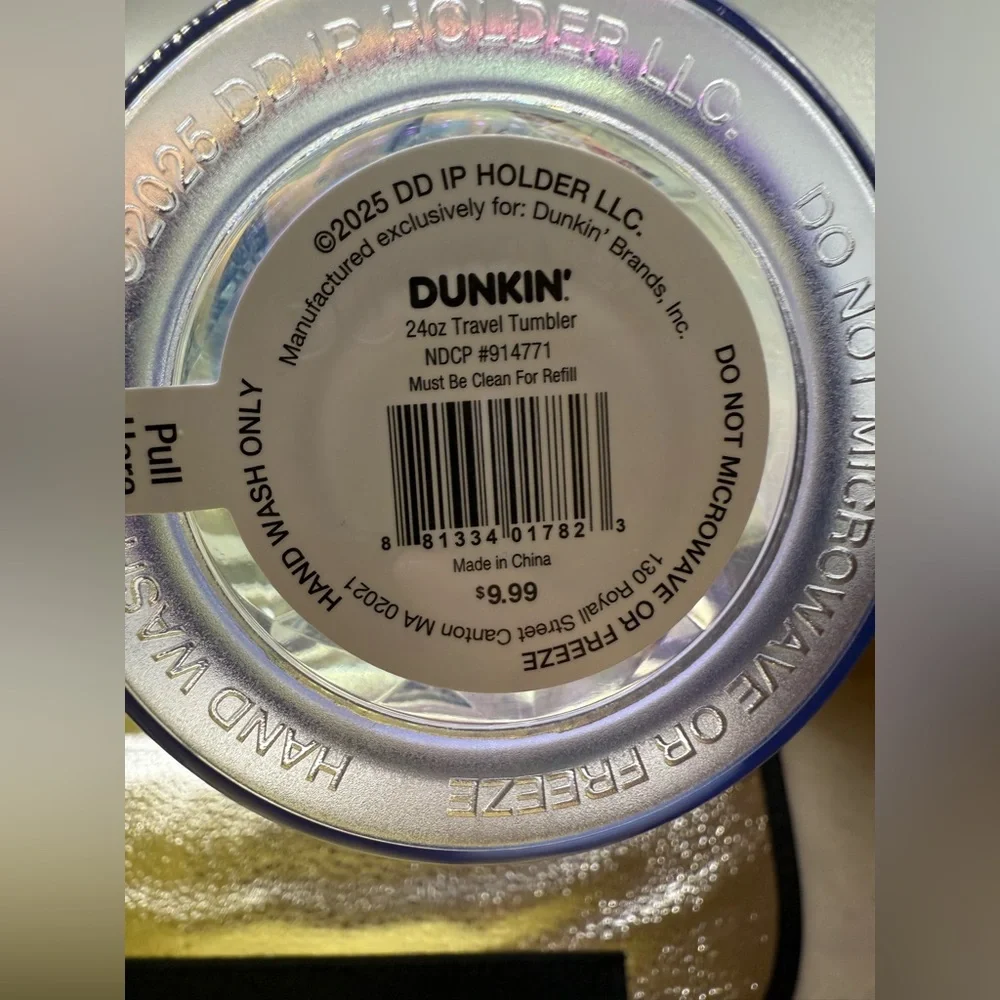 ©2025 DD IP HOLDER LLC.
DO NOT MICROWAVE OR FREEZE
HAND WASH
©2025 DD IP HOLDER LLC.
Manufactured exclusively for: Dunkin' Brands, Inc.
DUNKIN'.
24oz Travel Tumbler
NDCP #914771
Must Be Clean For Refill
8 81334 01782 3
Made in China
$9.99
HAND WASH ONLY
DO NOT MICROWAVE OR FREEZE
130 Royall Street Canton MA 02021
Pull
Here